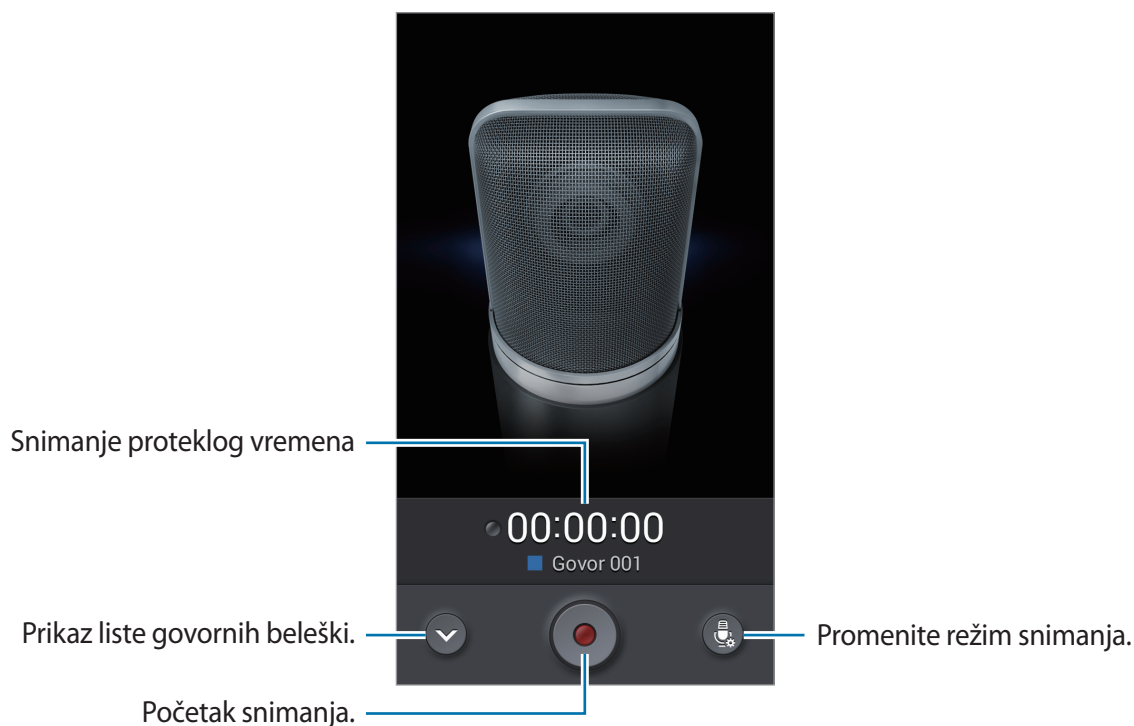 Snimanje proteklog vremena
00:00:00
Govor 001
Prikaz liste govornih beleški.
Promenite režim snimanja.
Početak snimanja.